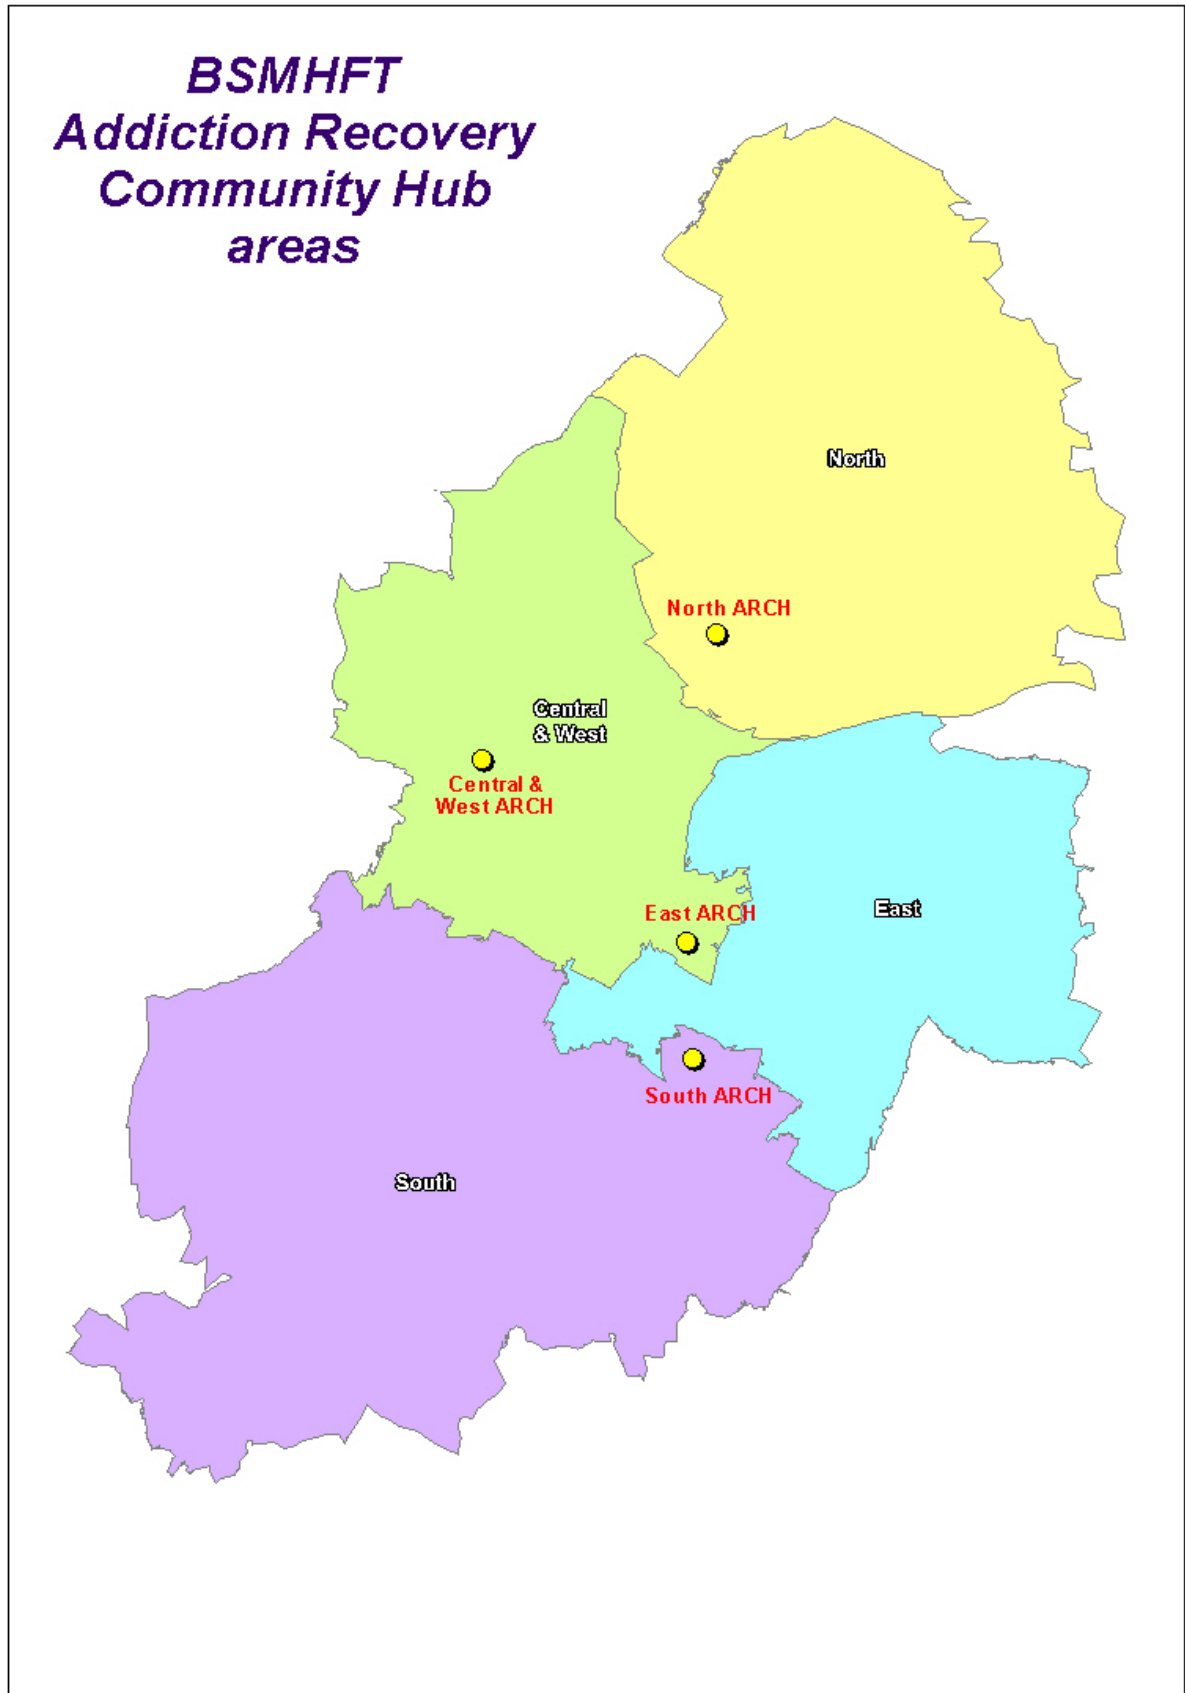 BSMHFT
Addiction Recovery
Community Hub
areas
North
North ARCH
Central
& West
Central &
West ARCH
East ARCH
East
South ARCH
South